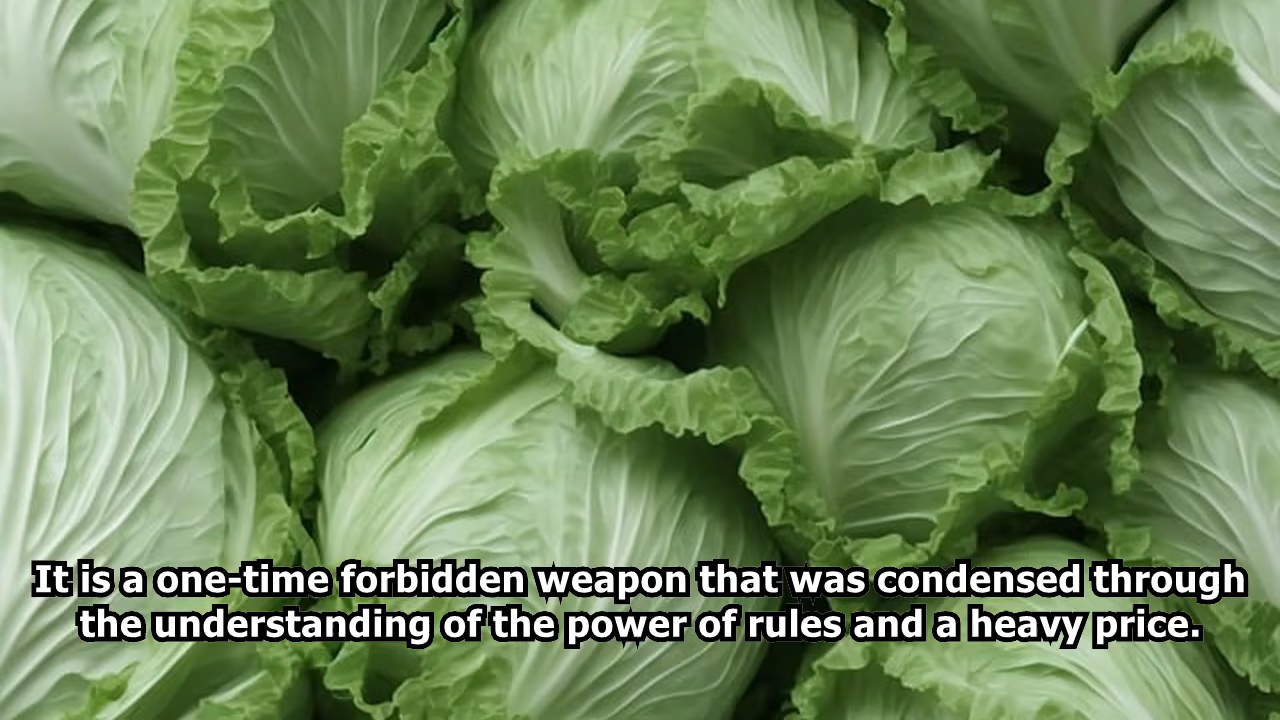 It is a one-time forbidden weapon that was condensed through
the understanding of the power of rules and a heavy price.